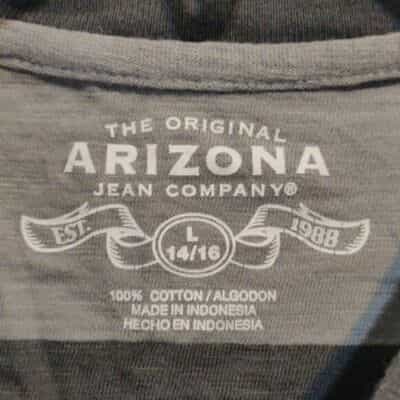 THE ORIGINAL
ARIZONA
JEAN COMPANY®
EST. L 1988
14/16
100% COTTON / ALGODON
MADE IN INDONESIA
HECHO EN INDONESIA